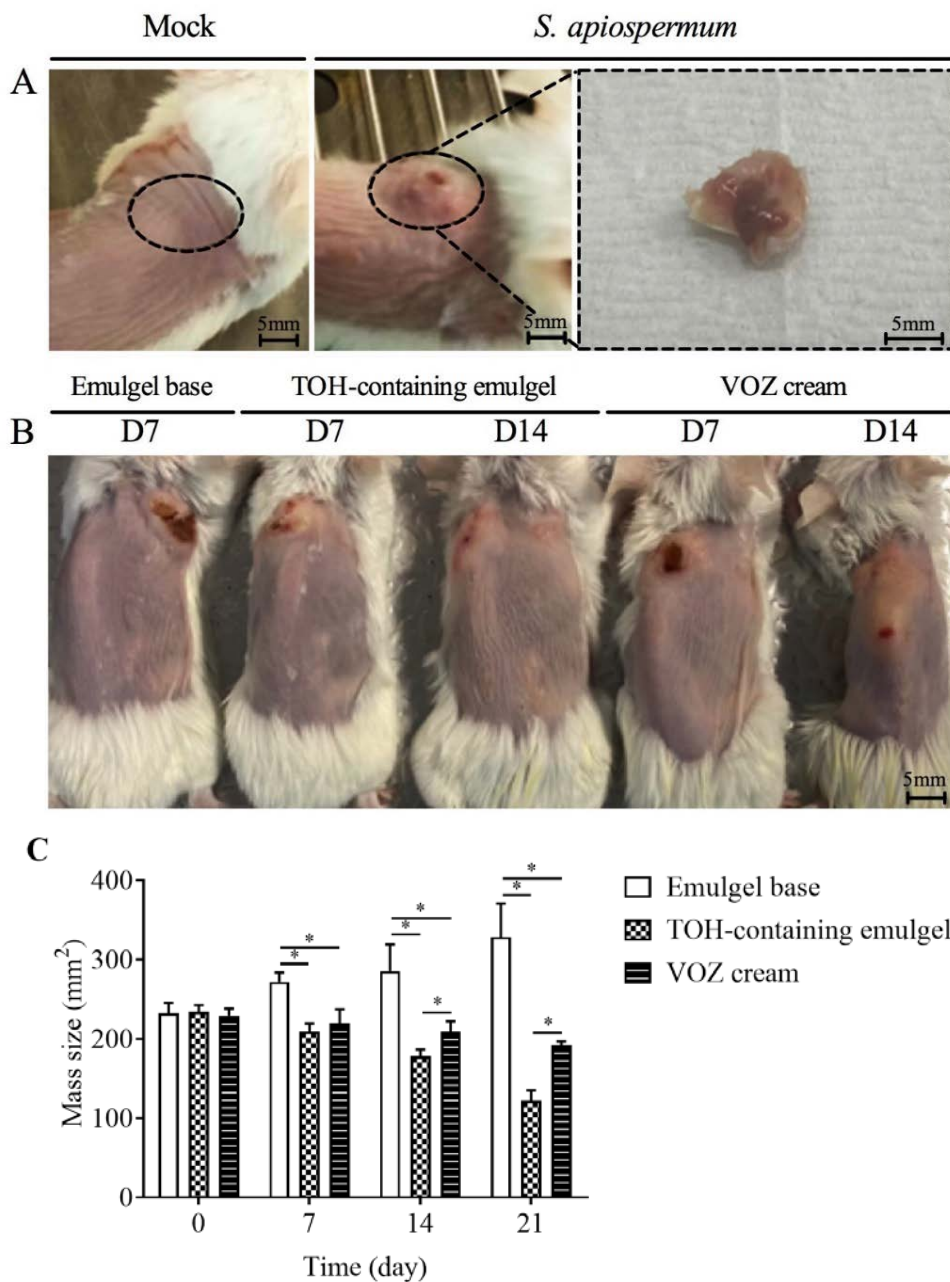 Mock
S. apiospermum
A
5mm
5mm
5mm
Emulgel base
TOH-containing emulgel
VOZ cream
B
D7
D7
D14
D7
D14
5mm
C
400
300
200
100
0
Mass size (mm²)
* * * * * * * *
0 7 14 21
Time (day)
Emulgel base
TOH-containing emulgel
VOZ cream